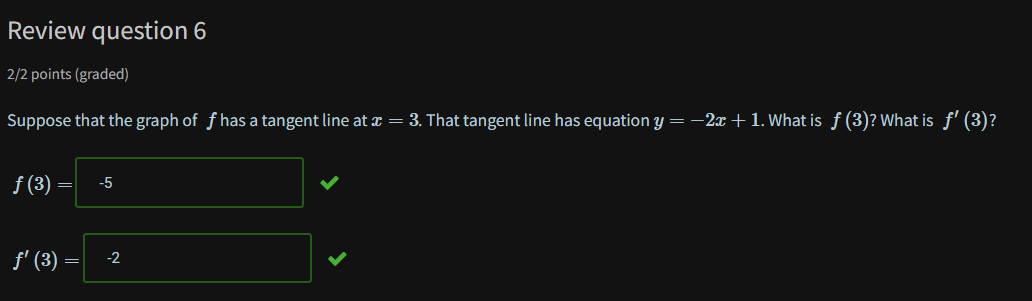 Review question 6
2/2 points (graded)
Suppose that the graph of f has a tangent line at x = 3. That tangent line has equation y = −2x + 1. What is f (3)? What is f′ (3)?
f (3) = -5
f′ (3) = -2